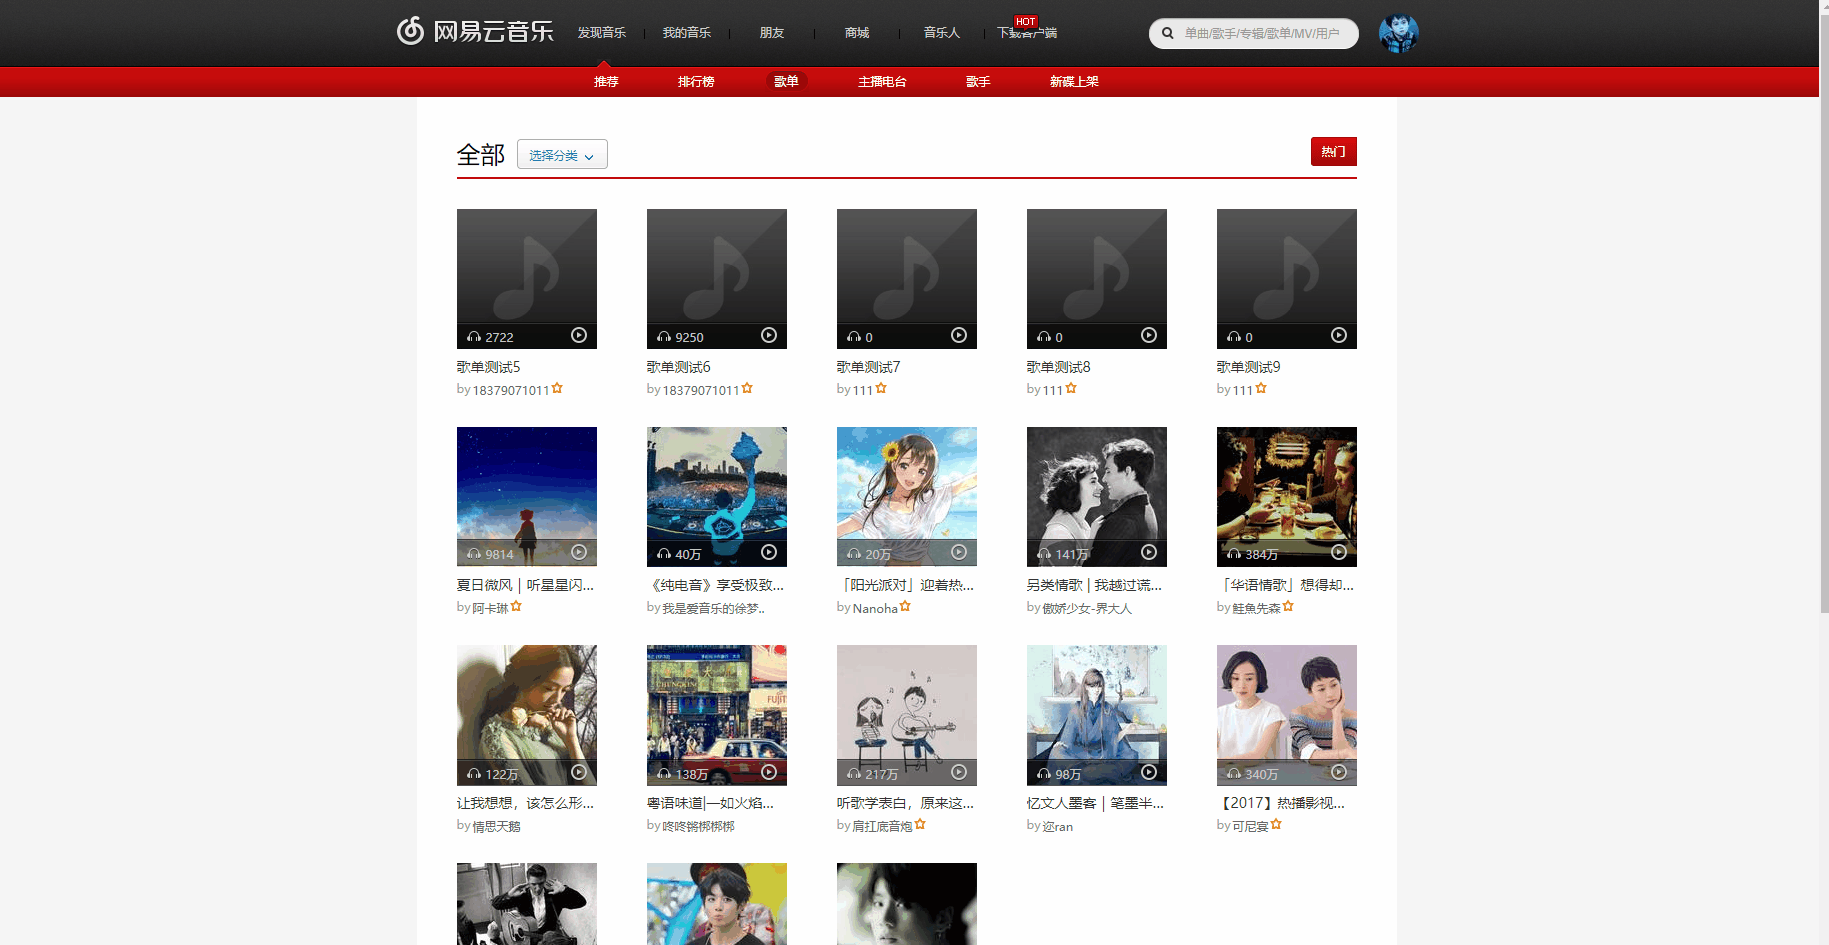 网易云音乐
发现音乐 我的音乐 朋友 商城 音乐人 下载客户端 HOT
单曲/歌手/专辑/歌单/MV/用户
推荐 排行榜 歌单 主播电台 歌手 新碟上架
全部 选择分类 热门
2722 9250 0 0 0
歌单测试5 歌单测试6 歌单测试7 歌单测试8 歌单测试9
by 18379071011 by 18379071011 by 111 by 111 by 111
9814 40万 20万 141万 384万
夏日微风 | 听星星闪... 《纯电音》享受极致... 「阳光派对」迎着热... 另类情歌 | 我越过谎... 「华语情歌」想得却...
by 阿卡琳 by 我是爱音乐的徐梦.. by Nanoha by 傲娇少女-界大人 by 鮭魚先森
122万 138万 217万 98万 340万
让我想想，该怎么形... 粤语味道|—如火焰... 听歌学表白，原来这... 忆文人墨客 | 笔墨半... 【2017】热播影视...
by 情思天鹅 by 咚咚锵梆梆梆 by 肩扛底音炮 by 迩ran by 可尼宴